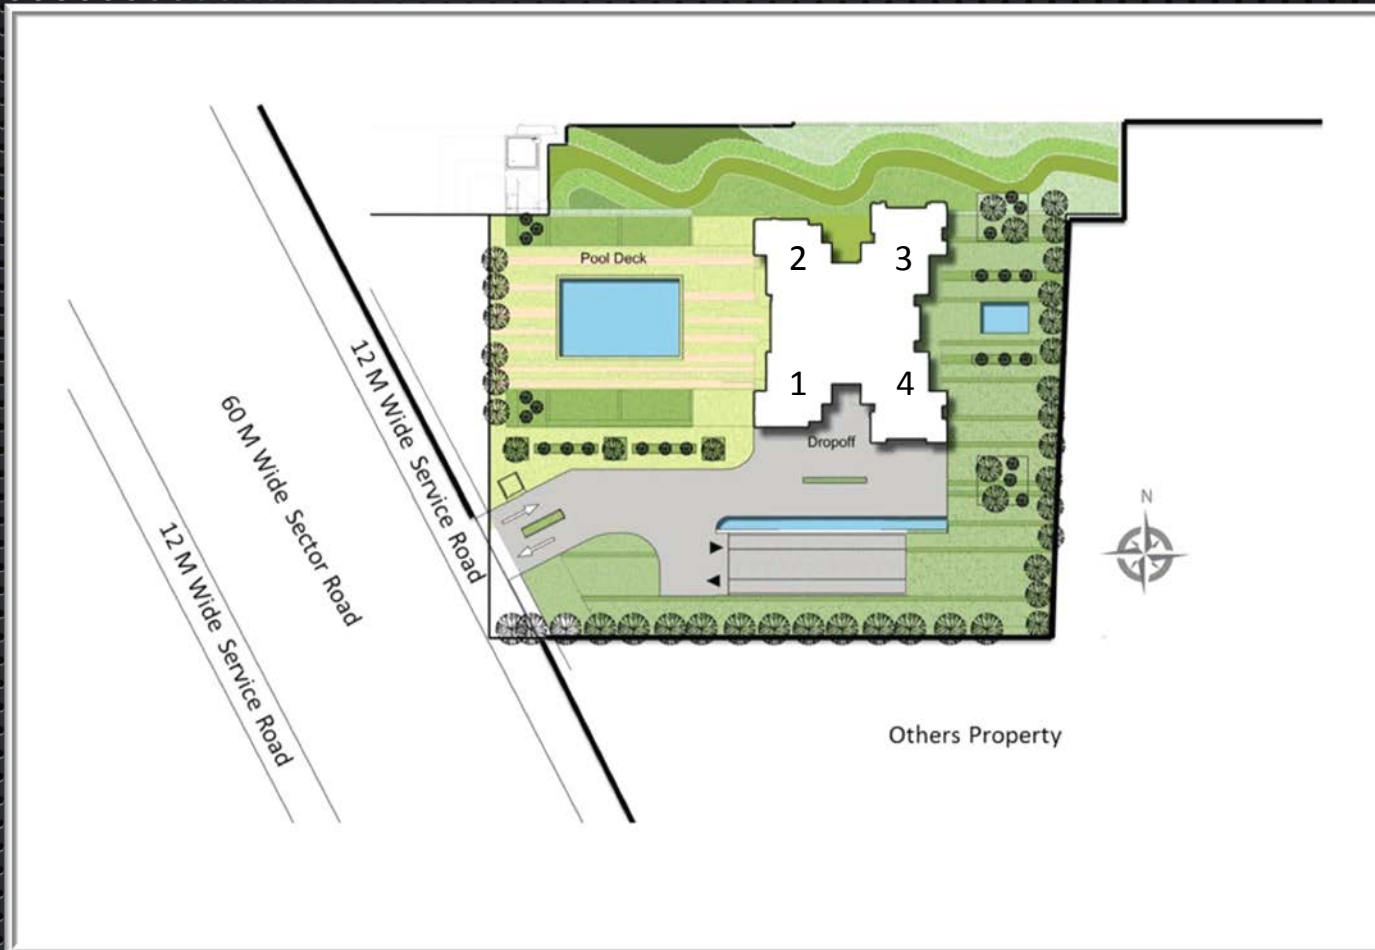 Pool Deck
2
3
12 M Wide Service Road
1
4
60 M Wide Sector Road
Dropoff
N
12 M Wide Service Road
Others Property